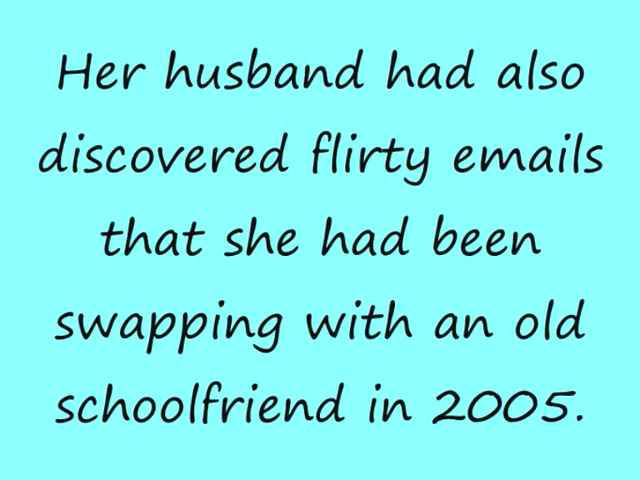 Her husband had also
discovered flirty emails
that she had been
swapping with an old
schoolfriend in 2005.